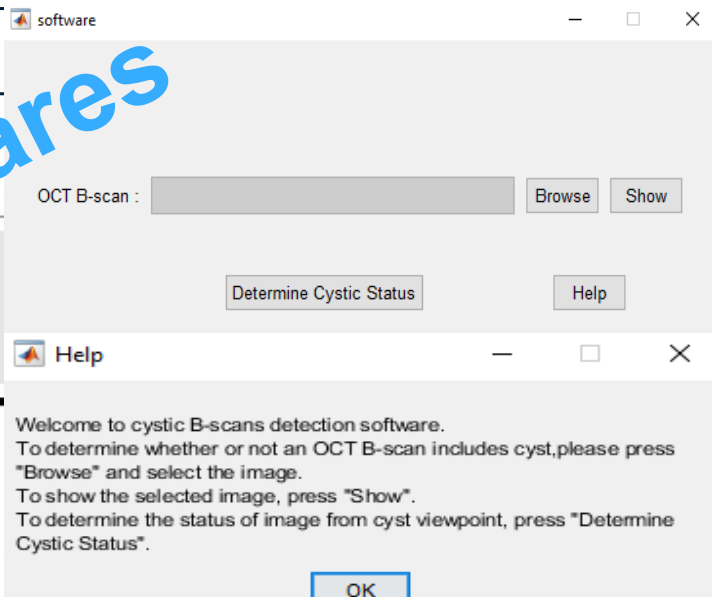 software
ares
OCT B-scan :
Browse
Show
Determine Cystic Status
Help
Help
Welcome to cystic B-scans detection software.
To determine whether or not an OCT B-scan includes cyst,please press
"Browse" and select the image.
To show the selected image, press "Show".
To determine the status of image from cyst viewpoint, press "Determine
Cystic Status".
OK